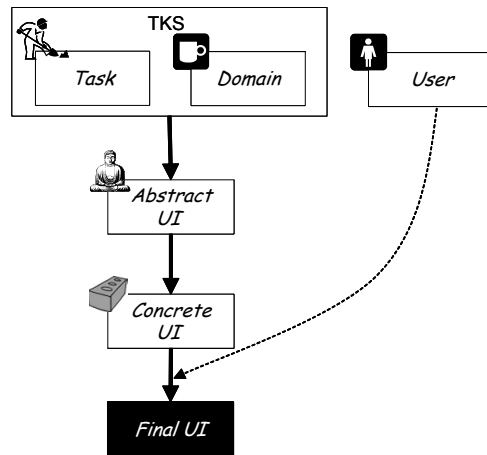 TKS
Task
Domain
User
Abstract
UI
Concrete
UI
Final UI